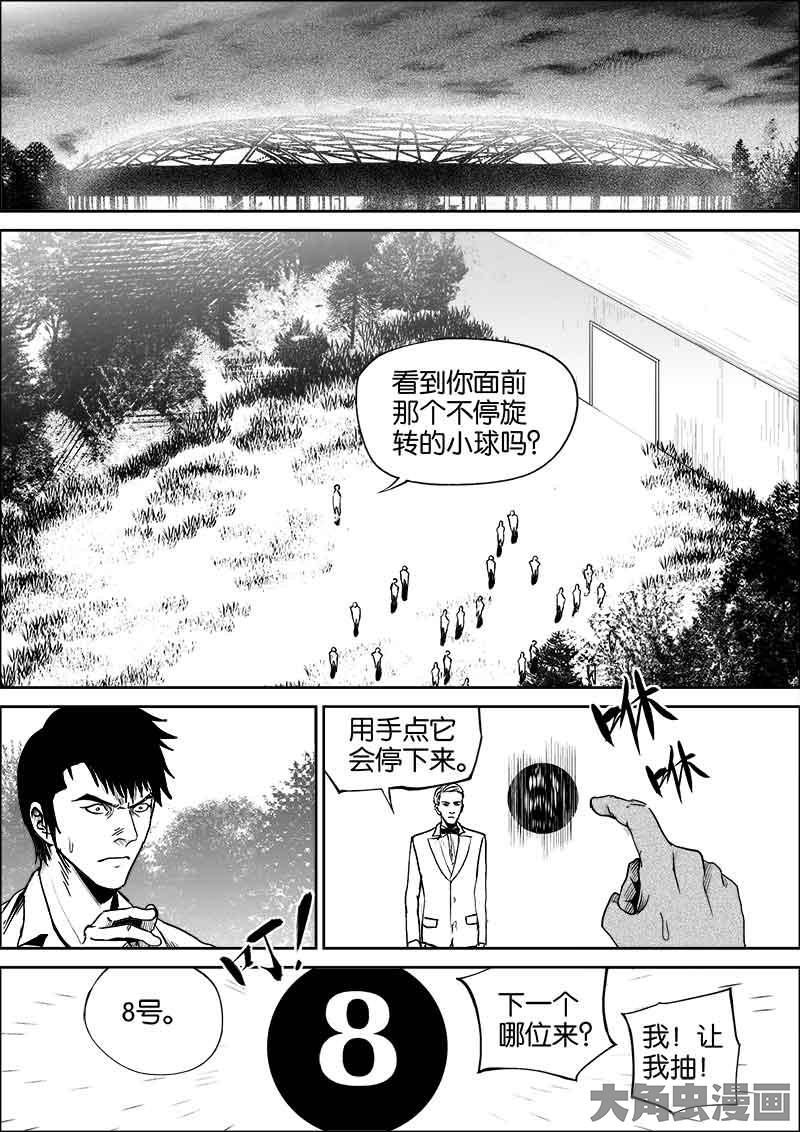 看到你面前
那个不停旋
转的小球吗？
用手点它
会停下来。
咻
咻
叮！
8号。
8
下一个
哪位来？
我！让
我抽！
大角虫漫画